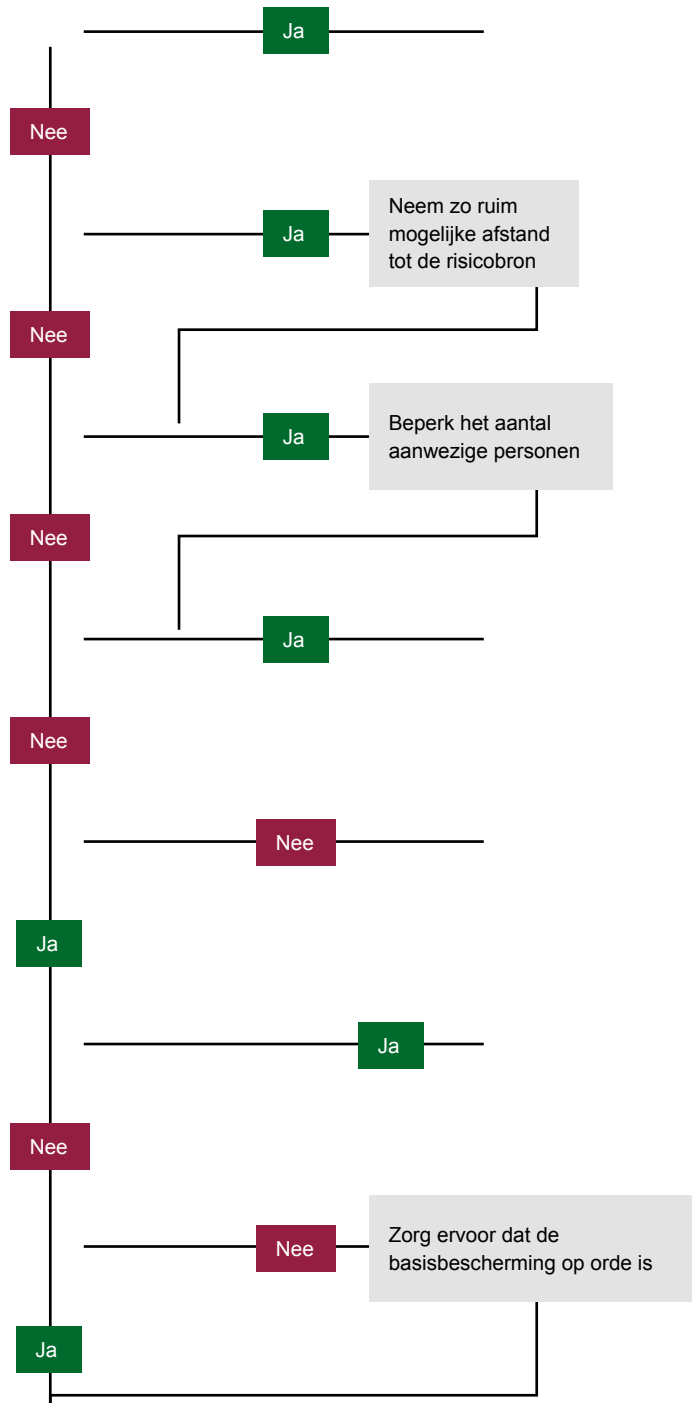 Ja
Nee
Ja
Neem zo ruim
mogelijke afstand
tot de risicobron
Nee
Ja
Beperk het aantal
aanwezige personen
Nee
Ja
Nee
Nee
Ja
Ja
Nee
Nee
Zorg ervoor dat de
basisbescherming op orde is
Ja